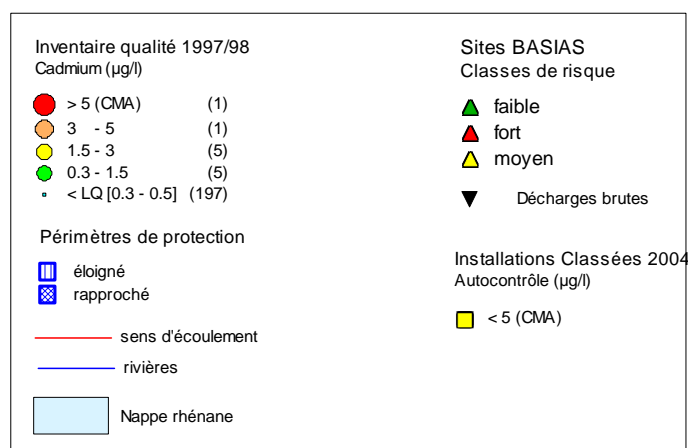 Inventaire qualité 1997/98
Cadmium (µg/l)
> 5 (CMA) (1)
3 - 5 (1)
1.5 - 3 (5)
0.3 - 1.5 (5)
< LQ [0.3 - 0.5] (197)
Périmètres de protection
éloigné
rapproché
sens d'écoulement
rivières
Nappe rhénane
Sites BASIAS
Classes de risque
faible
fort
moyen
Décharges brutes
Installations Classées 2004
Autocontrôle (µg/l)
< 5 (CMA)